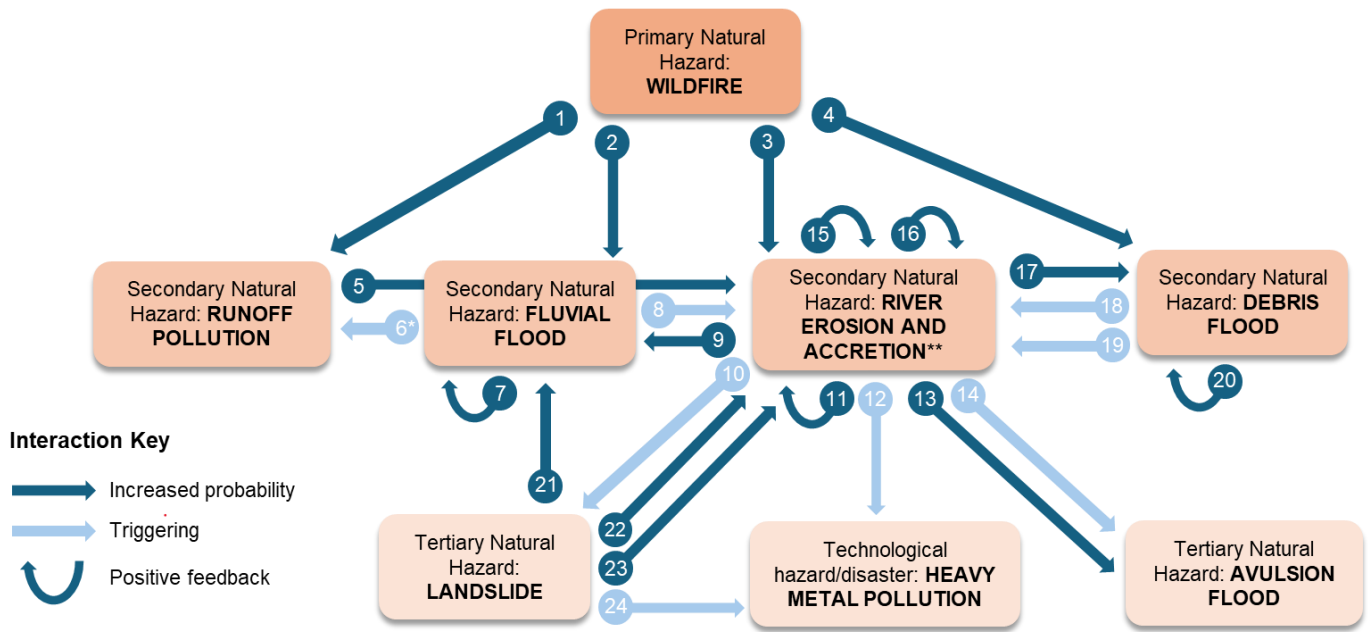 Primary Natural
Hazard:
WILDFIRE
1
2
3
4
15
16
Secondary Natural
Hazard: RUNOFF
POLLUTION
5
6*
Secondary Natural
Hazard: FLUVIAL
FLOOD
8
9
Secondary Natural
Hazard: RIVER
EROSION AND
ACCRETION**
17
18
19
Secondary Natural
Hazard: DEBRIS
FLOOD
7
10
11
12
13
14
20
Interaction Key
Increased probability
Triggering
Positive feedback
21
22
23
24
Tertiary Natural
Hazard:
LANDSLIDE
Technological
hazard/disaster: HEAVY
METAL POLLUTION
Tertiary Natural
Hazard: AVULSION
FLOOD